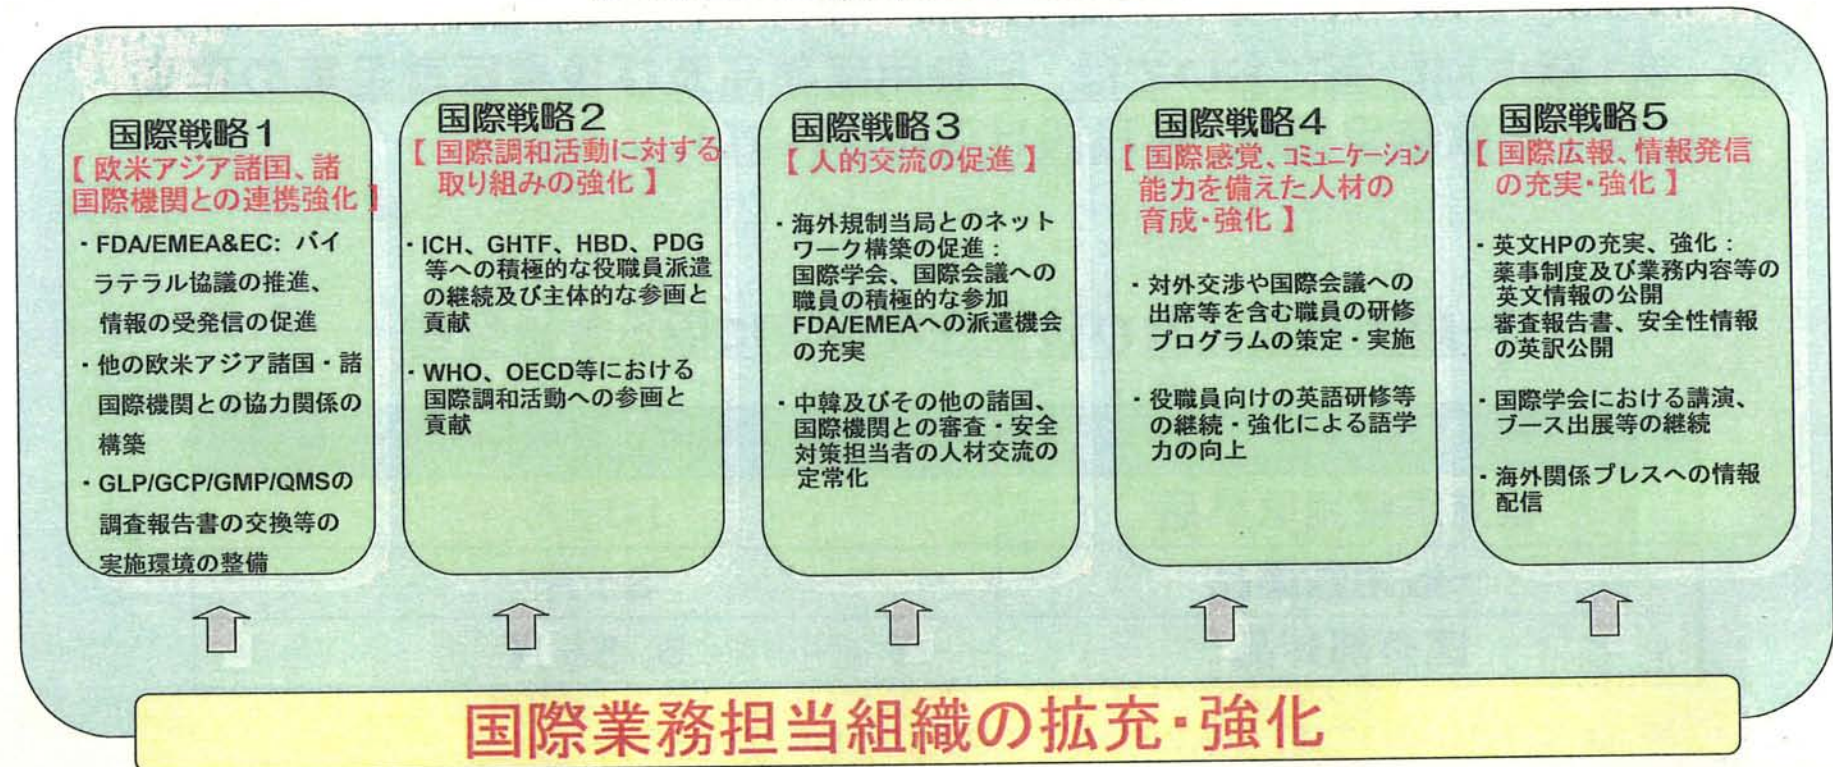 国際戦略1
【 欧米アジア諸国、諸
国際機関との連携強化 】
・FDA/EMEA&EC: バイ
ラテラル協議の推進、
情報の受発信の促進
・他の欧米アジア諸国・諸
国際機関との協力関係の
構築
・GLP/GCP/GMP/QMSの
調査報告書の交換等の
実施環境の整備
国際戦略2
【 国際調和活動に対する
取り組みの強化 】
・ICH、GHTF、HBD、PDG
等への積極的な役職員派遣
の継続及び主体的な参画と
貢献
・WHO、OECD等における
国際調和活動への参画と
貢献
国際戦略3
【 人的交流の促進 】
・海外規制当局とのネット
ワーク構築の促進：
国際学会、国際会議への
職員の積極的な参加
FDA/EMEAへの派遣機会
の充実
・中韓及びその他の諸国、
国際機関との審査・安全
対策担当者の人材交流の
定常化
国際戦略4
【 国際感覚、コミュニケーション
能力を備えた人材の
育成・強化 】
・対外交渉や国際会議への
出席等を含む職員の研修
プログラムの策定・実施
・役職員向けの英語研修等
の継続・強化による語学
力の向上
国際戦略5
【 国際広報、情報発信
の充実・強化 】
・英文HPの充実、強化：
薬事制度及び業務内容等の
英文情報の公開
審査報告書、安全性情報
の英訳公開
・国際学会における講演、
ブース出展等の継続
・海外関係プレスへの情報
配信
国際業務担当組織の拡充・強化